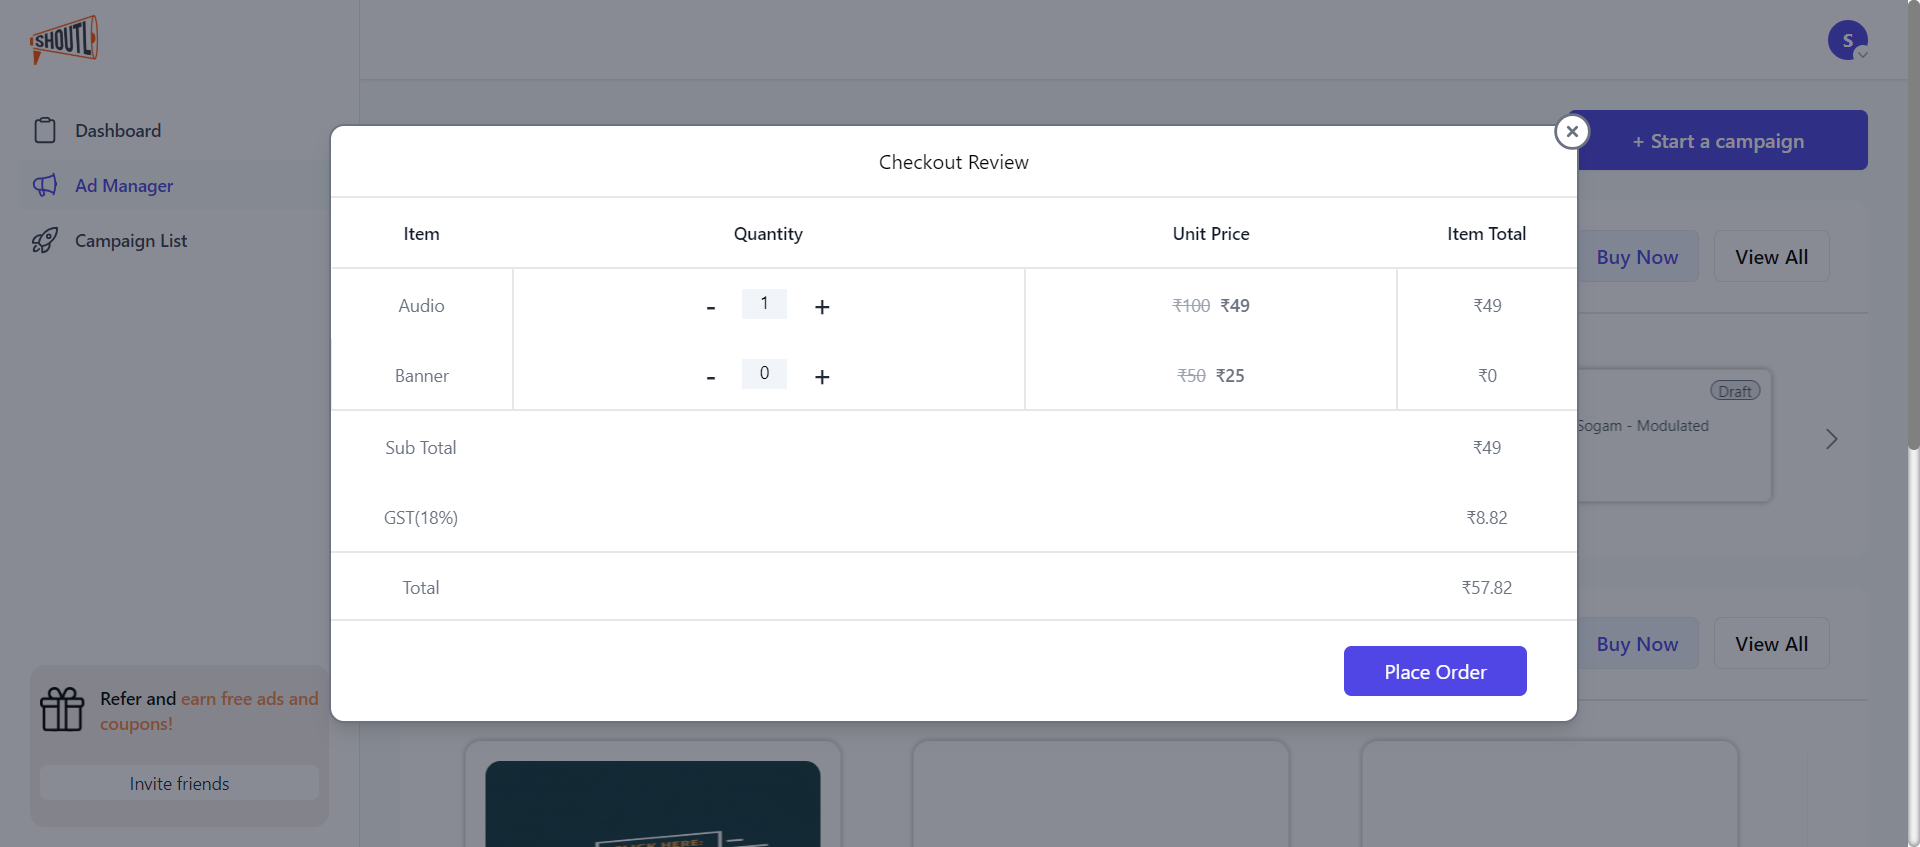 SHOUTL
S
Dashboard
Ad Manager
Campaign List
+ Start a campaign
Checkout Review
Item Quantity Unit Price Item Total
Buy Now View All
Audio - 1 + ₹100 ₹49 ₹49
Banner - 0 + ₹50 ₹25 ₹0
Draft
Sogam - Modulated
Sub Total ₹49
GST(18%) ₹8.82
Total ₹57.82
Buy Now View All
Place Order
Refer and earn free ads and
coupons!
Invite friends
CLICK HERE: